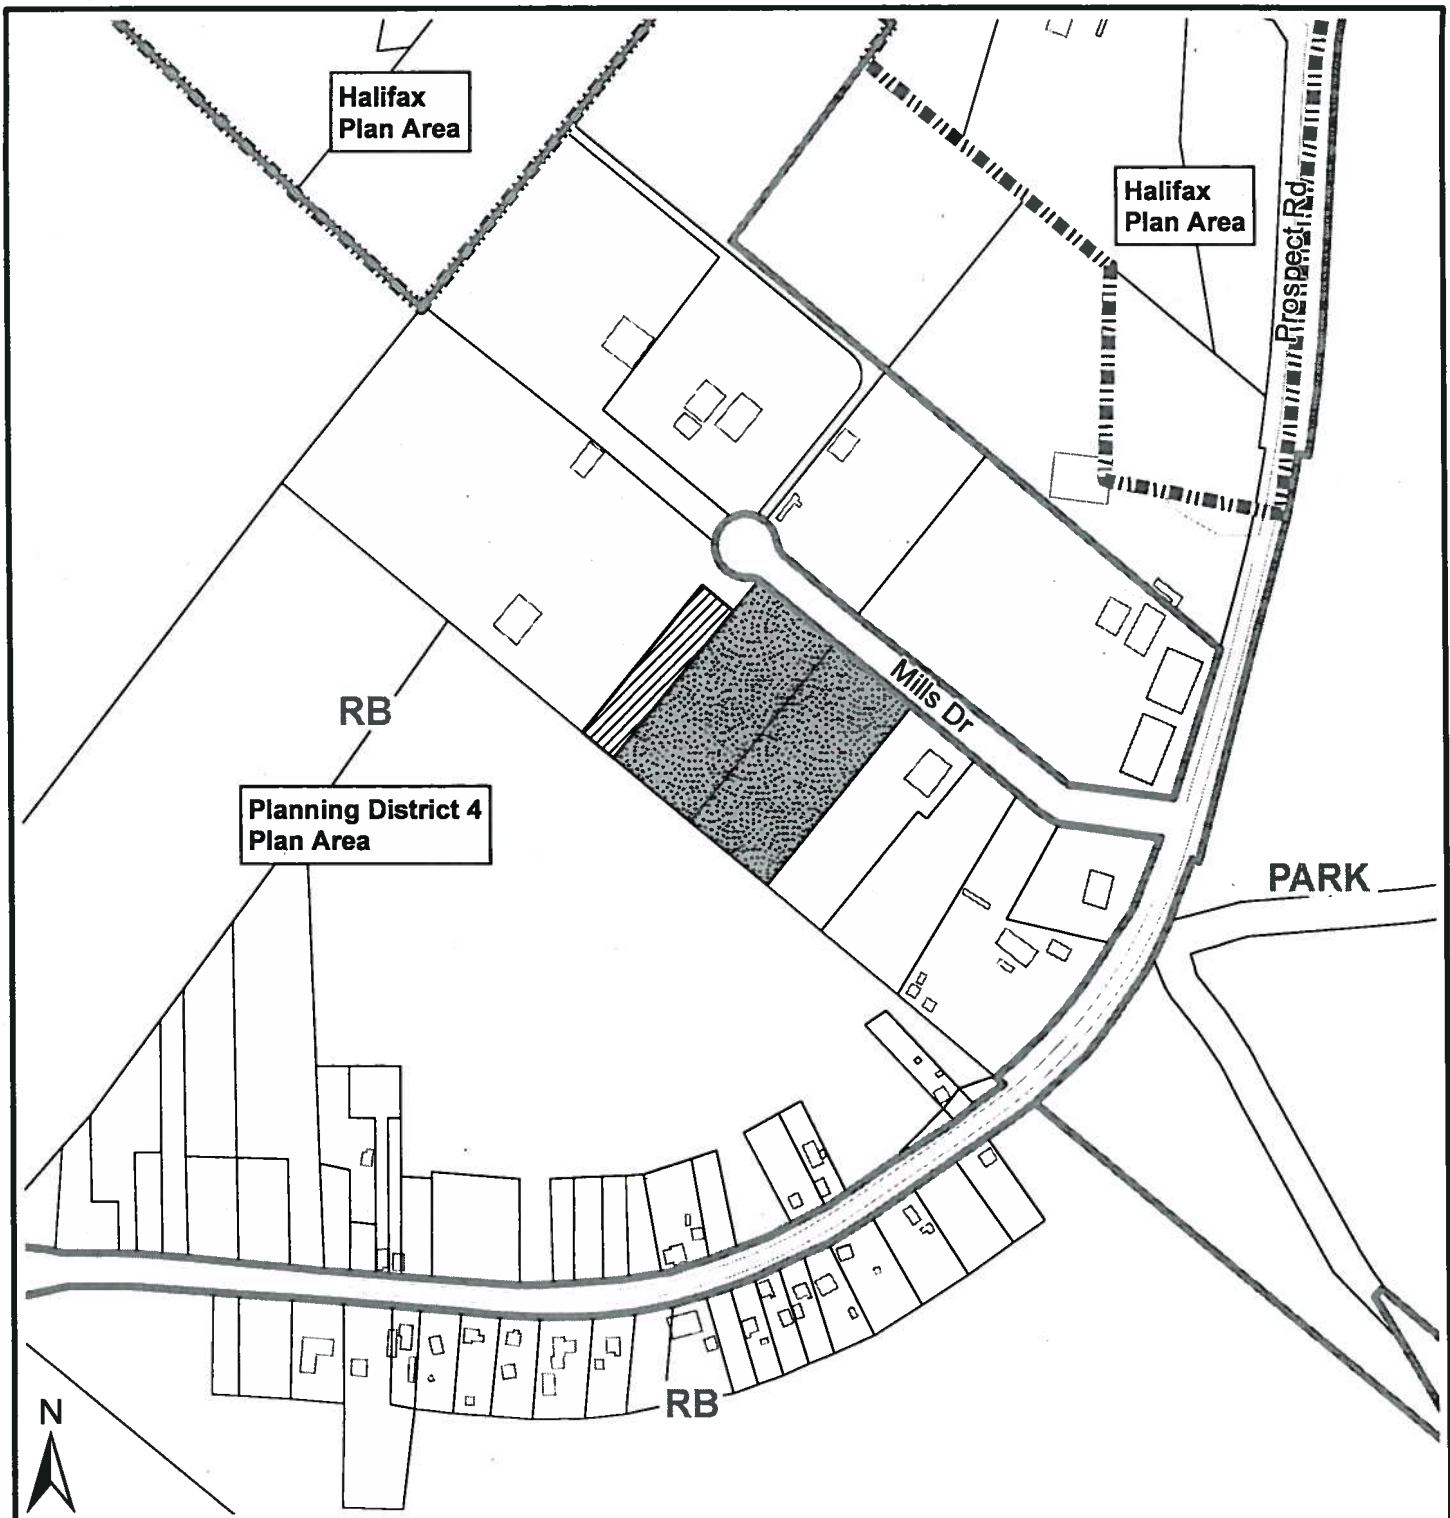 Halifax
Plan Area
Halifax
Plan Area
Prospect Rd
Mills Dr
RB
Planning District 4
Plan Area
PARK
RB
N